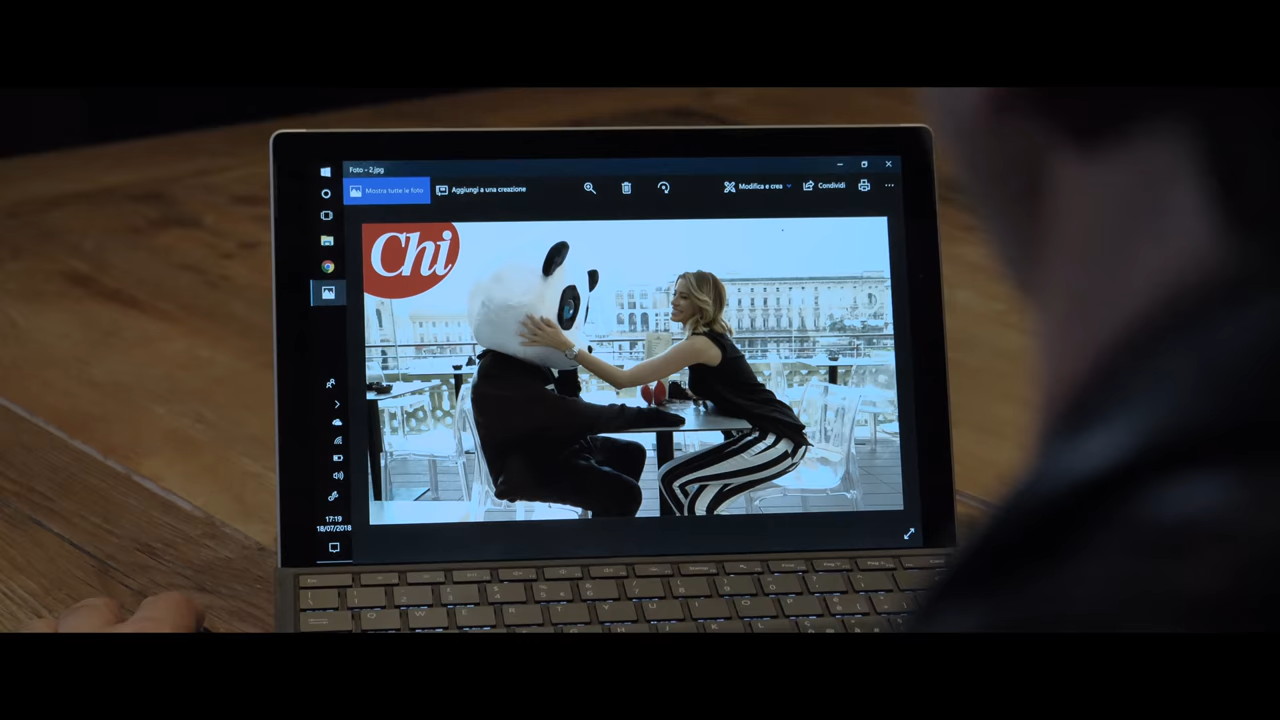 Foto - 2.jpg
Mostra tutte le foto
Aggiungi a una creazione
Modifica e crea
Condividi
Chi
17:19
18/07/2018